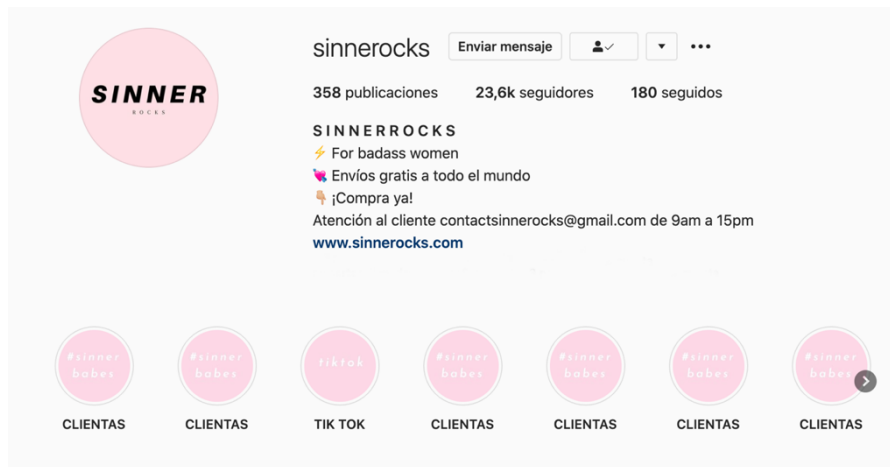 SINNER
ROCKS
sinnerocks Enviar mensaje
358 publicaciones 23,6k seguidores 180 seguidos
SINNERROCKS
⚡ For badass women
💘 Envíos gratis a todo el mundo
👇🏼 ¡Compra ya!
Atención al cliente contactsinnerocks@gmail.com de 9am a 15pm
www.sinnerocks.com
#sinner babes
#sinner babes
tiktok
#sinner babes
#sinner babes
#sinner babes
#sinner babes
CLIENTAS CLIENTAS TIK TOK CLIENTAS CLIENTAS CLIENTAS CLIENTAS